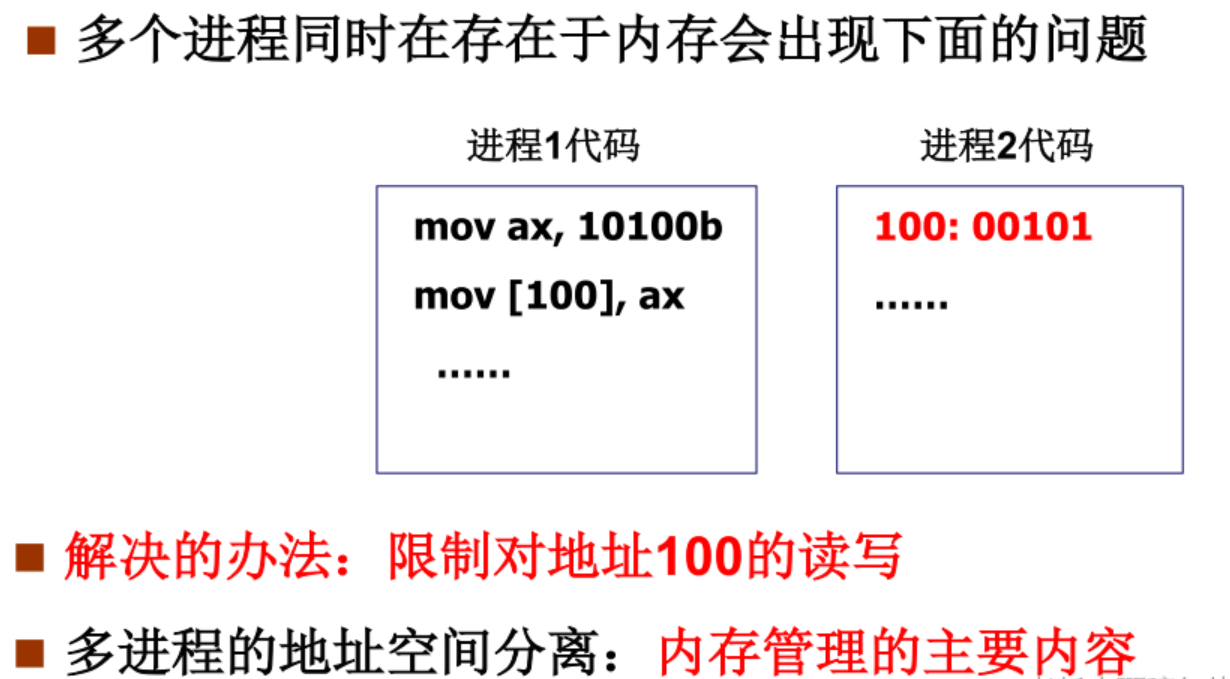 多个进程同时在存在于内存会出现下面的问题
进程1代码
进程2代码
mov ax, 10100b
mov [100], ax
......
100: 00101
......
解决的办法：限制对地址100的读写
多进程的地址空间分离：内存管理的主要内容